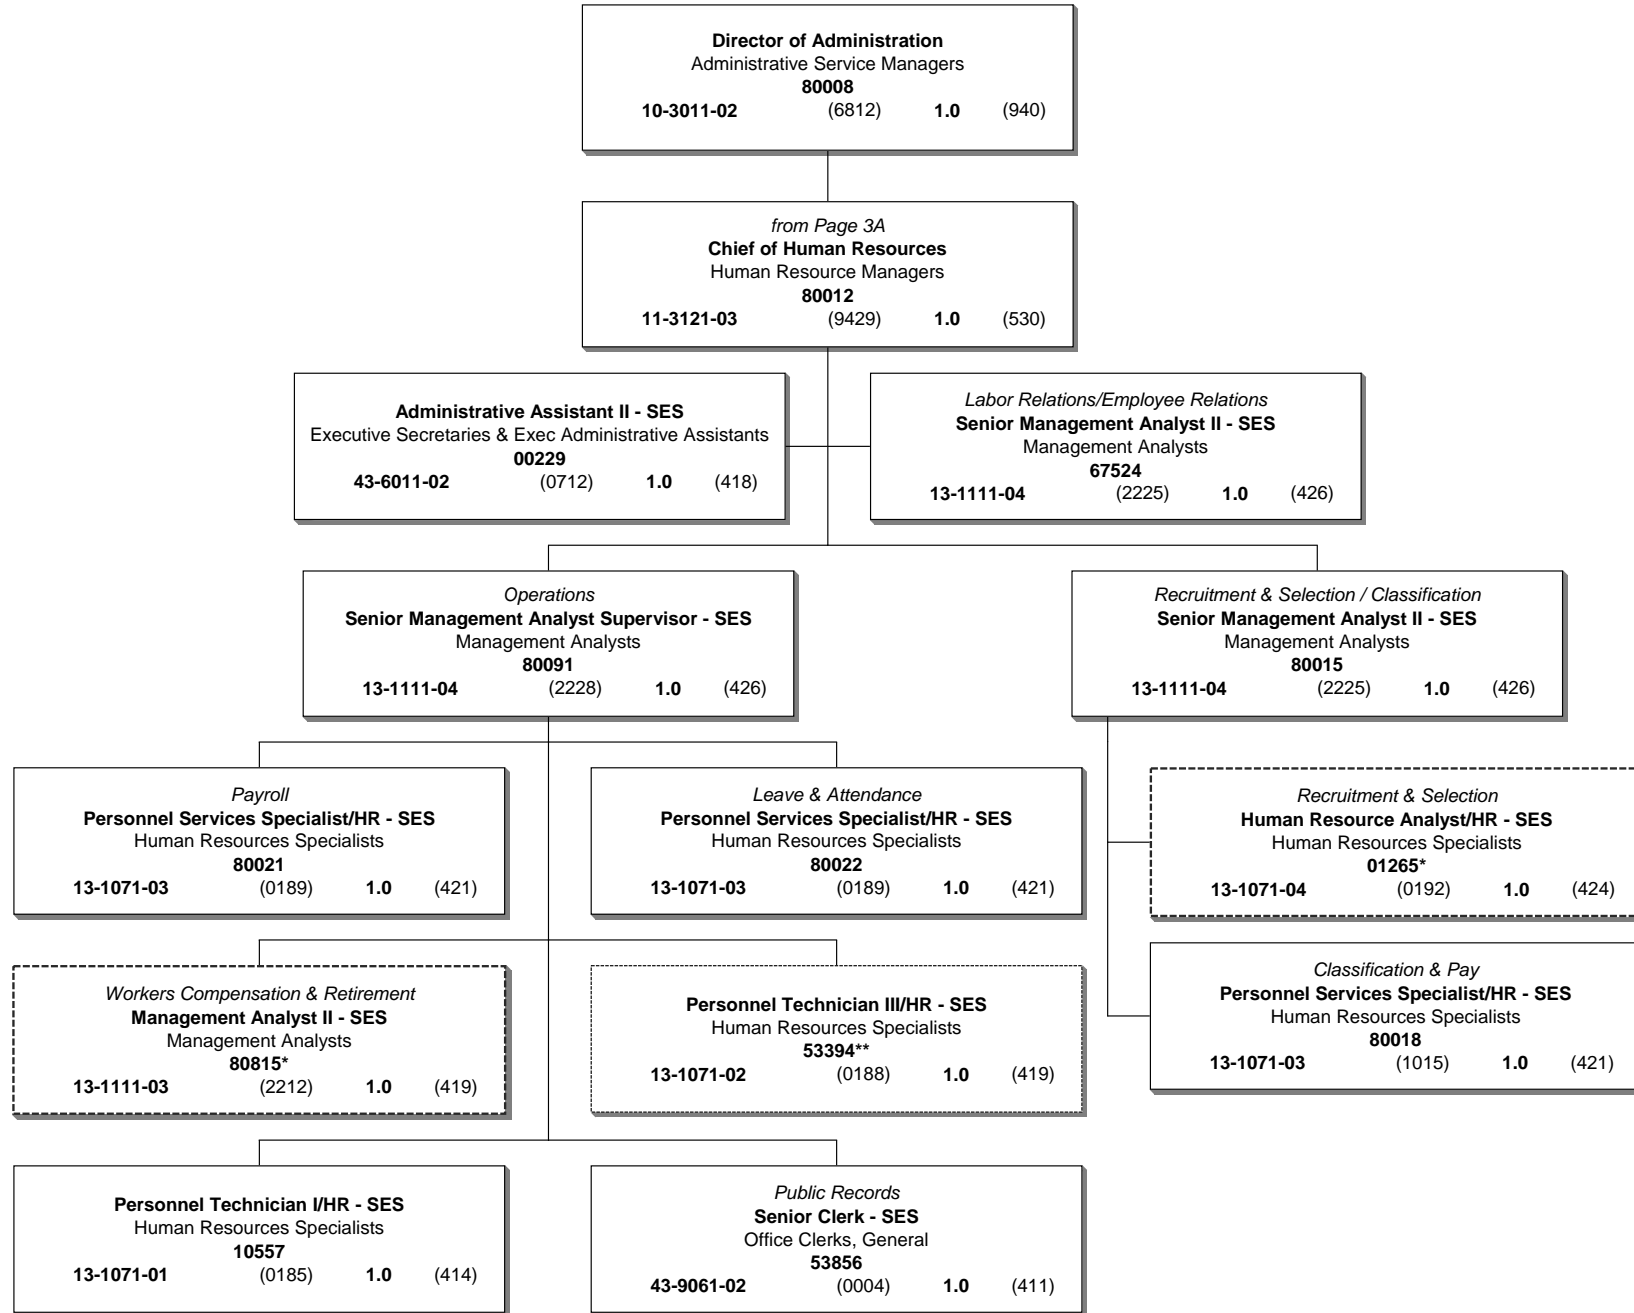 Director of Administration
Administrative Service Managers
80008
10-3011-02 (6812) 1.0 (940)
from Page 3A
Chief of Human Resources
Human Resource Managers
80012
11-3121-03 (9429) 1.0 (530)
Administrative Assistant II - SES
Executive Secretaries & Exec Administrative Assistants
00229
43-6011-02 (0712) 1.0 (418)
Labor Relations/Employee Relations
Senior Management Analyst II - SES
Management Analysts
67524
13-1111-04 (2225) 1.0 (426)
Operations
Senior Management Analyst Supervisor - SES
Management Analysts
80091
13-1111-04 (2228) 1.0 (426)
Recruitment & Selection / Classification
Senior Management Analyst II - SES
Management Analysts
80015
13-1111-04 (2225) 1.0 (426)
Payroll
Personnel Services Specialist/HR - SES
Human Resources Specialists
80021
13-1071-03 (0189) 1.0 (421)
Leave & Attendance
Personnel Services Specialist/HR - SES
Human Resources Specialists
80022
13-1071-03 (0189) 1.0 (421)
Recruitment & Selection
Human Resource Analyst/HR - SES
Human Resources Specialists
01265*
13-1071-04 (0192) 1.0 (424)
Workers Compensation & Retirement
Management Analyst II - SES
Management Analysts
80815*
13-1111-03 (2212) 1.0 (419)
Personnel Technician III/HR - SES
Human Resources Specialists
53394**
13-1071-02 (0188) 1.0 (419)
Classification & Pay
Personnel Services Specialist/HR - SES
Human Resources Specialists
80018
13-1071-03 (1015) 1.0 (421)
Personnel Technician I/HR - SES
Human Resources Specialists
10557
13-1071-01 (0185) 1.0 (414)
Public Records
Senior Clerk - SES
Office Clerks, General
53856
43-9061-02 (0004) 1.0 (411)